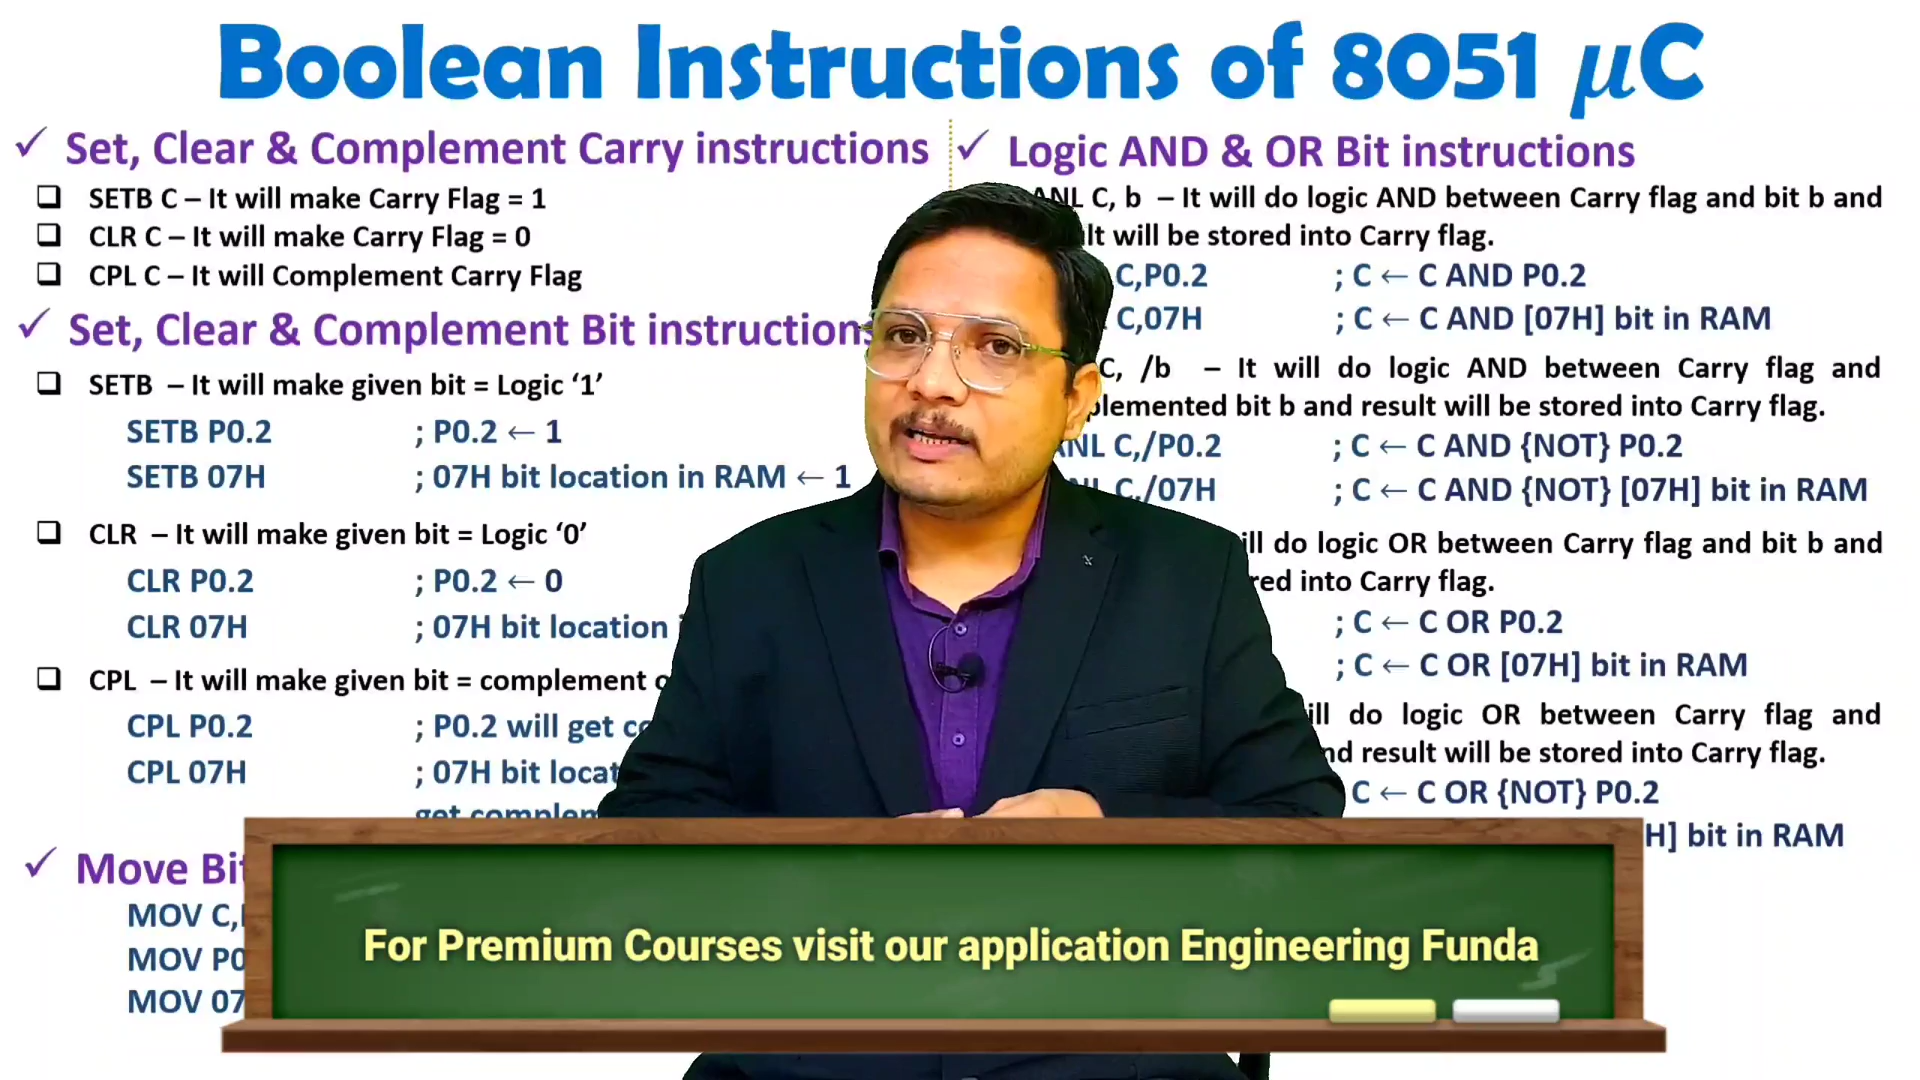 Boolean Instructions of 8051 μC
✓ Set, Clear & Complement Carry instructions
❑ SETB C – It will make Carry Flag = 1
❑ CLR C – It will make Carry Flag = 0
❑ CPL C – It will Complement Carry Flag
✓ Set, Clear & Complement Bit instruction
❑ SETB – It will make given bit = Logic ‘1’
SETB P0.2 ; P0.2 ← 1
SETB 07H ; 07H bit location in RAM ← 1
❑ CLR – It will make given bit = Logic ‘0’
CLR P0.2 ; P0.2 ← 0
CLR 07H ; 07H bit location
❑ CPL – It will make given bit = complement
CPL P0.2 ; P0.2 will get
CPL 07H ; 07H bit
get
✓ Move Bit
MOV C,
MOV P0
MOV 07
✓ Logic AND & OR Bit instructions
ANL C, b – It will do logic AND between Carry flag and bit b and
will be stored into Carry flag.
C,P0.2 ; C ← C AND P0.2
C,07H ; C ← C AND [07H] bit in RAM
C, /b – It will do logic AND between Carry flag and
bit b and result will be stored into Carry flag.
ANL C,/P0.2 ; C ← C AND {NOT} P0.2
C,/07H ; C ← C AND {NOT} [07H] bit in RAM
do logic OR between Carry flag and bit b and
into Carry flag.
; C ← C OR P0.2
; C ← C OR [07H] bit in RAM
do logic OR between Carry flag and
result will be stored into Carry flag.
C ← C OR {NOT} P0.2
H] bit in RAM
For Premium Courses visit our application Engineering Funda